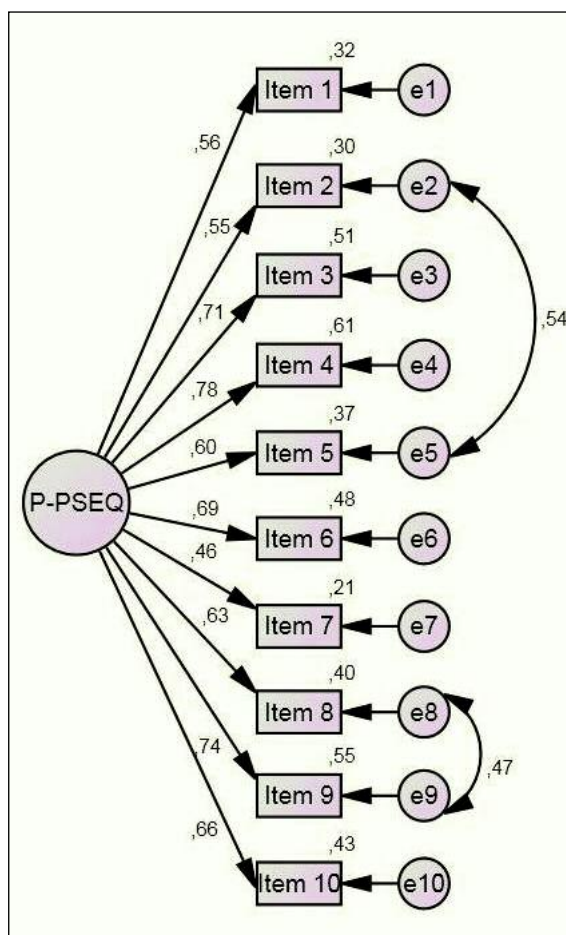 ,32
Item 1
e1
,56
,30
Item 2
e2
,55
,51
Item 3
e3
,71
,54
,61
Item 4
e4
,78
,37
Item 5
e5
,60
P-PSEQ
,69
,48
Item 6
e6
,46
,21
Item 7
e7
,63
,40
Item 8
e8
,74
,55
,47
Item 9
e9
,66
,43
Item 10
e10